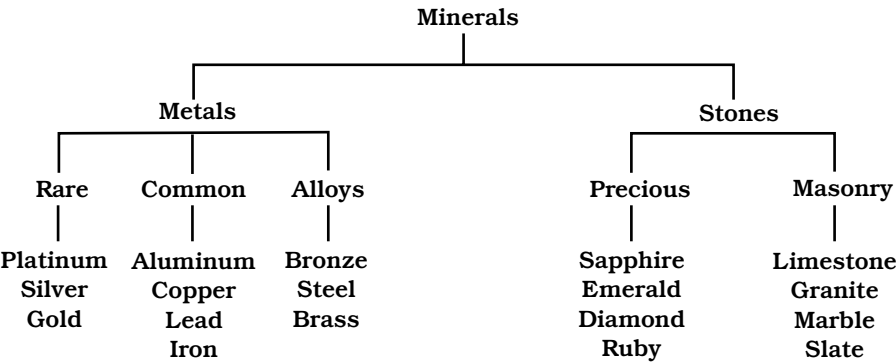 Minerals
Metals Stones
Rare Common Alloys Precious Masonry
Platinum Aluminum Bronze Sapphire Limestone
Silver Copper Steel Emerald Granite
Gold Lead Brass Diamond Marble
Iron Ruby Slate